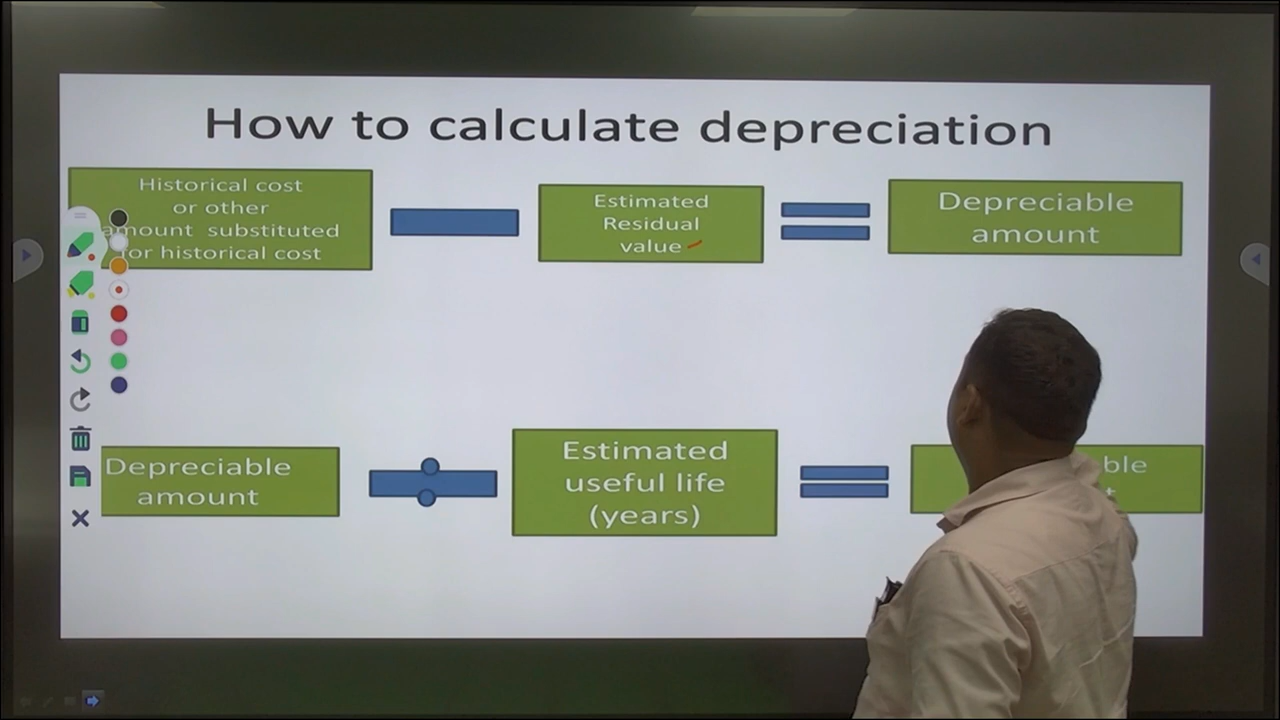 How to calculate depreciation
Historical cost
or other
amount substituted
for historical cost
Estimated
Residual
value
Depreciable
amount
Depreciable
amount
Estimated
useful life
(years)